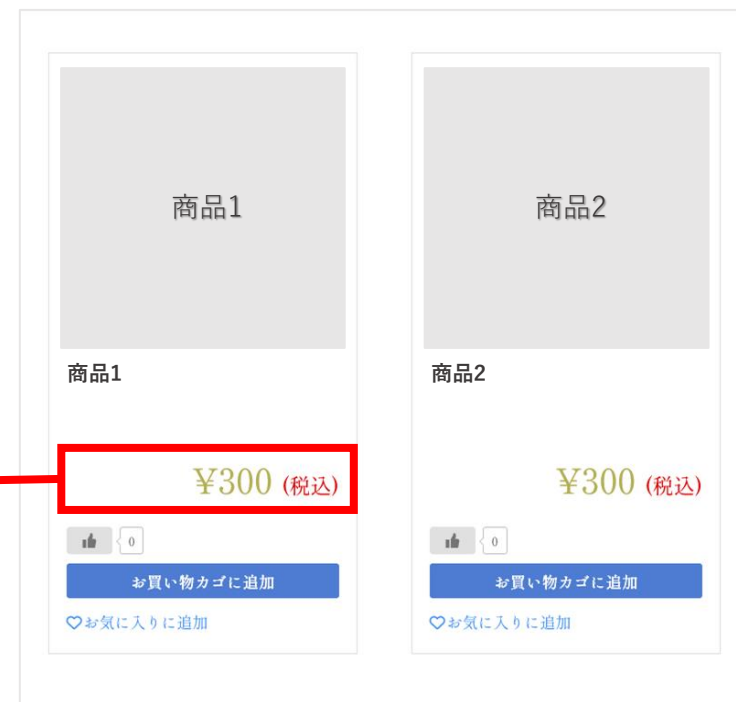 商品1
商品1
¥300 (税込)
0
お買い物カゴに追加
お気に入りに追加
商品2
商品2
¥300 (税込)
0
お買い物カゴに追加
お気に入りに追加